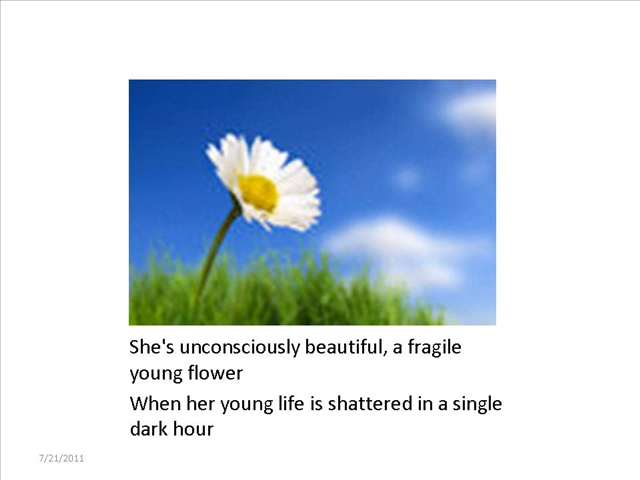 She's unconsciously beautiful, a fragile
young flower
When her young life is shattered in a single
dark hour
7/21/2011